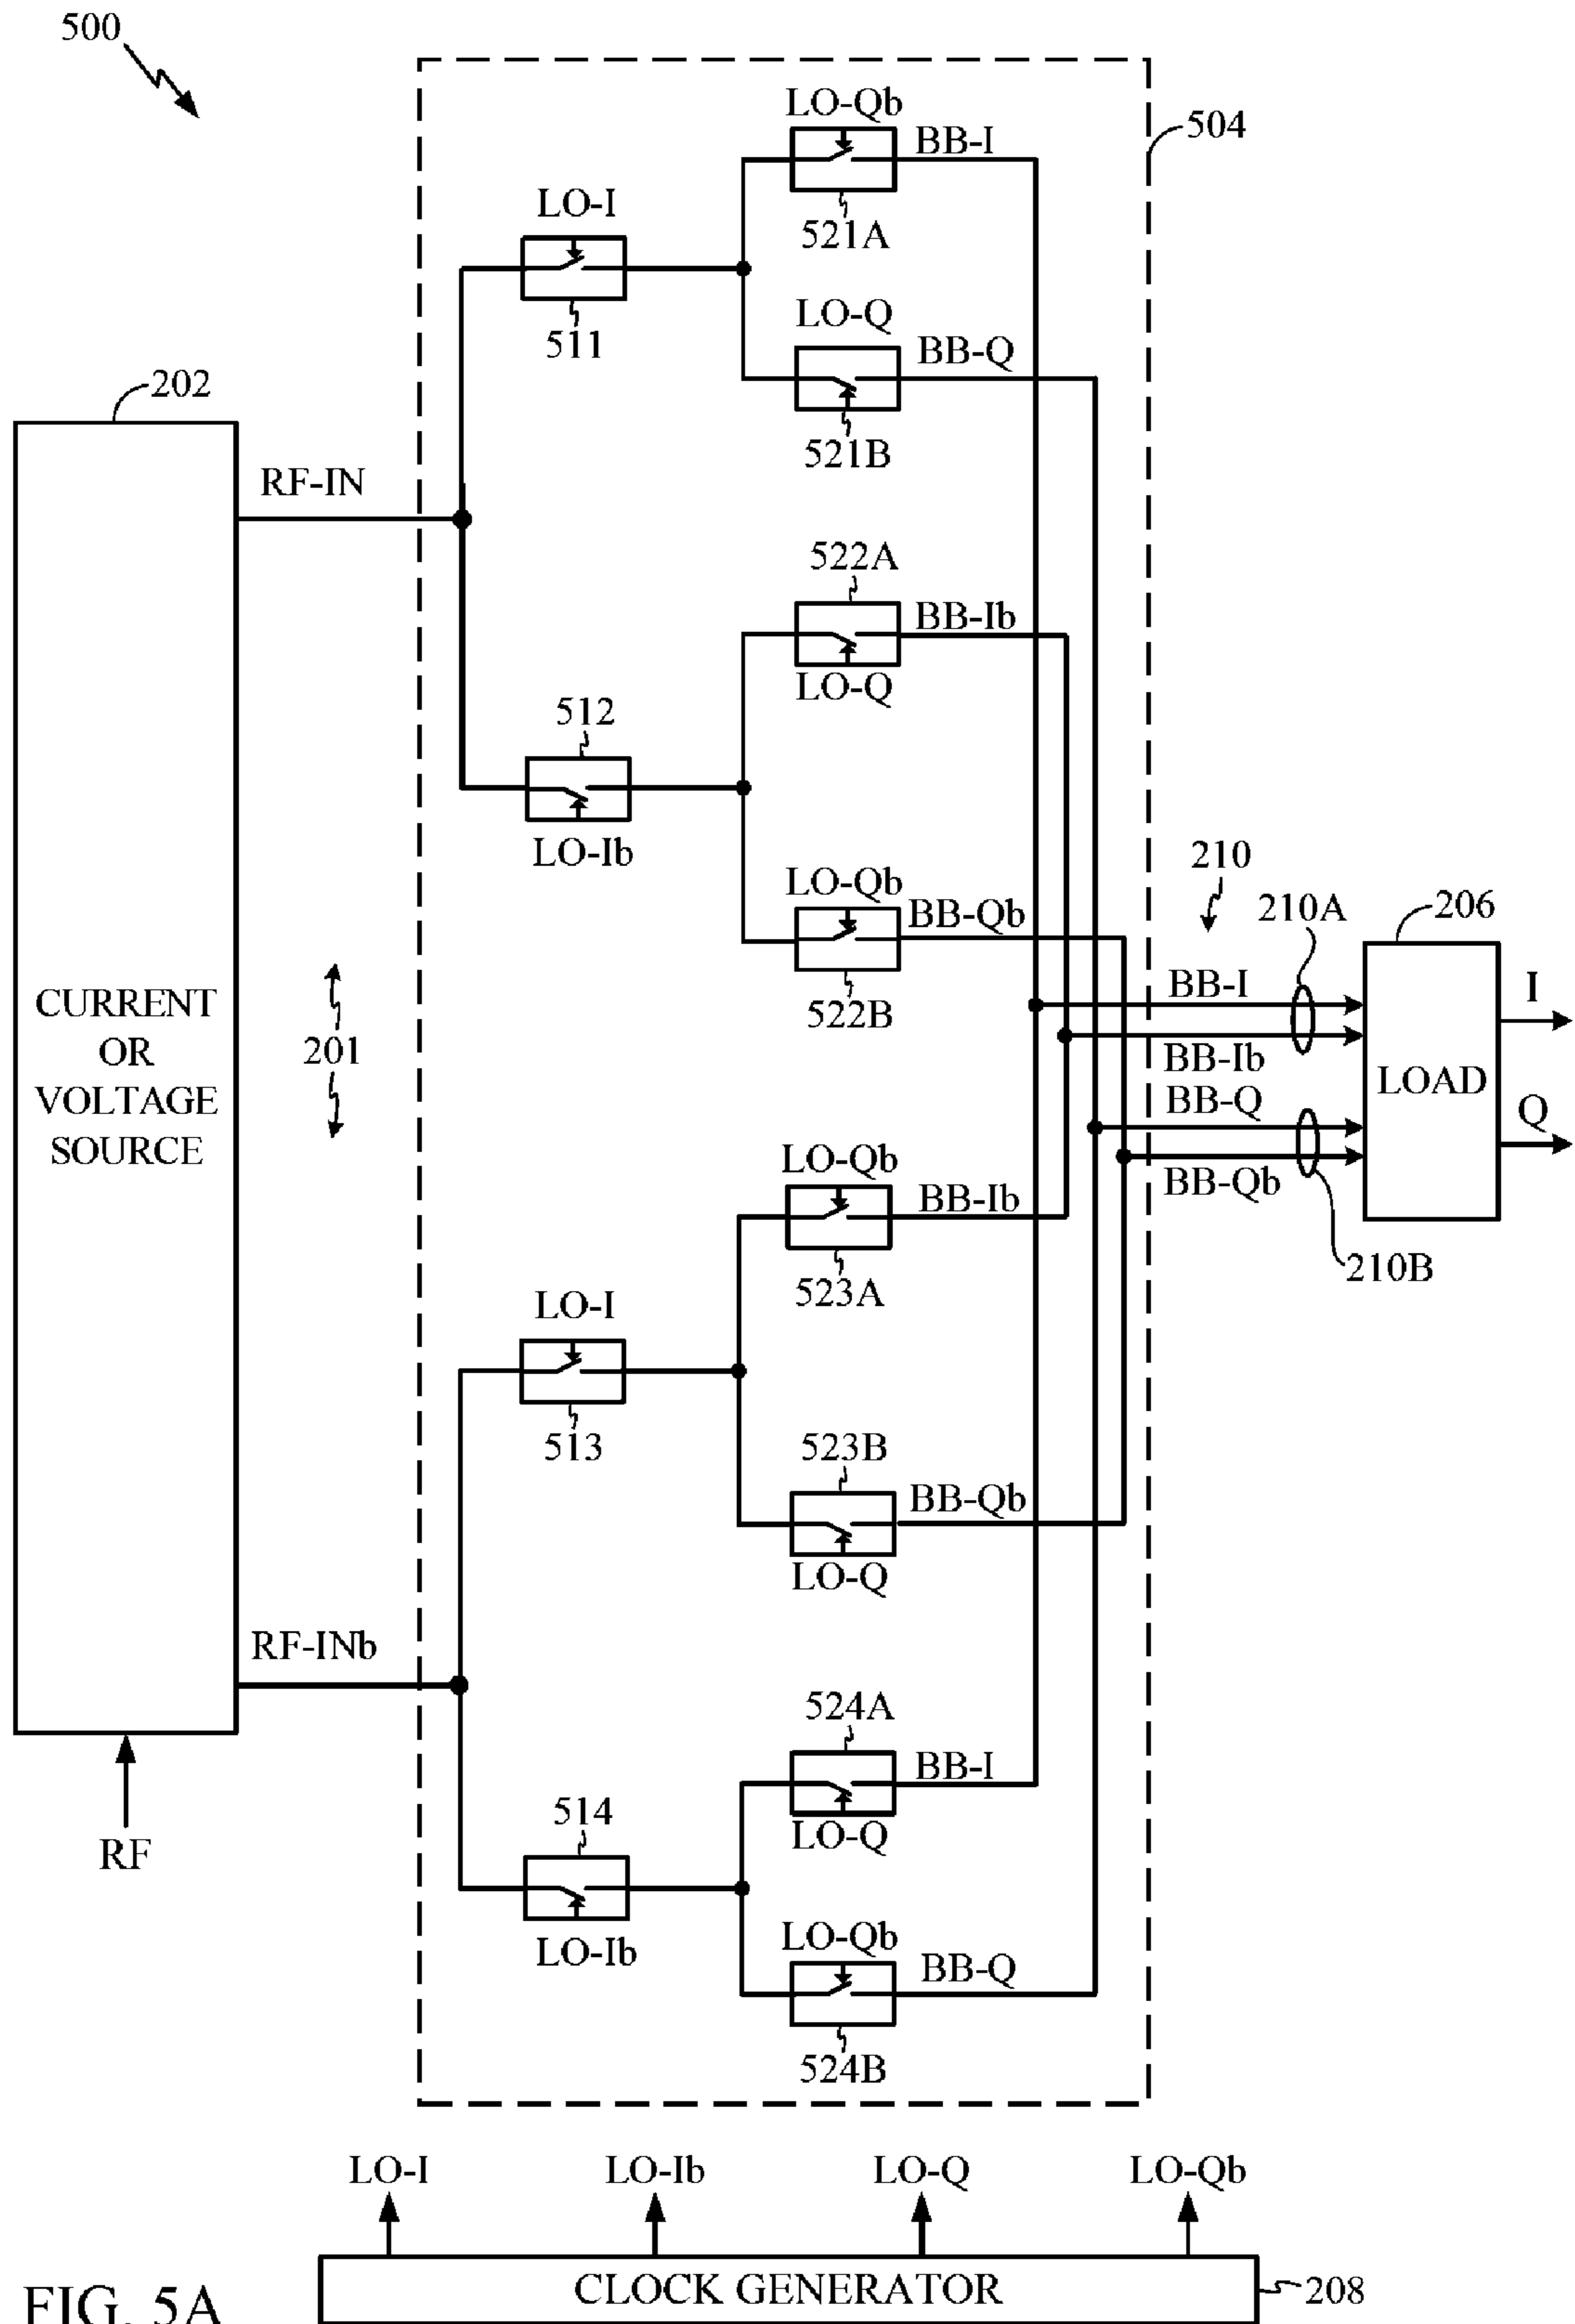 500
504
LO-Qb
BB-I
521A
LO-I
511
LO-Q
BB-Q
521B
202
RF-IN
522A
BB-Ib
LO-Q
512
LO-Ib
LO-Qb
BB-Qb
522B
CURRENT
OR
VOLTAGE
SOURCE
201
210
210A
206
BB-I
BB-Ib
BB-Q
BB-Qb
LOAD
I
Q
210B
LO-Qb
BB-Ib
523A
LO-I
513
523B
BB-Qb
LO-Q
RF-INb
RF
524A
BB-I
LO-Q
514
LO-Ib
LO-Qb
BB-Q
524B
LO-I
LO-Ib
LO-Q
LO-Qb
CLOCK GENERATOR
208
FIG. 5A